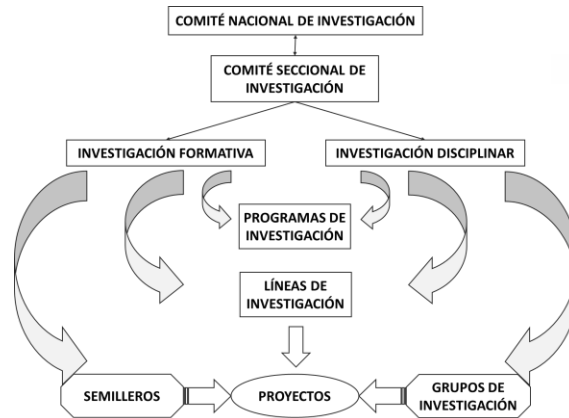 COMITÉ NACIONAL DE INVESTIGACIÓN
COMITÉ SECCIONAL DE
INVESTIGACIÓN
INVESTIGACIÓN FORMATIVA
INVESTIGACIÓN DISCIPLINAR
PROGRAMAS DE
INVESTIGACIÓN
LÍNEAS DE
INVESTIGACIÓN
SEMILLEROS
PROYECTOS
GRUPOS DE
INVESTIGACIÓN